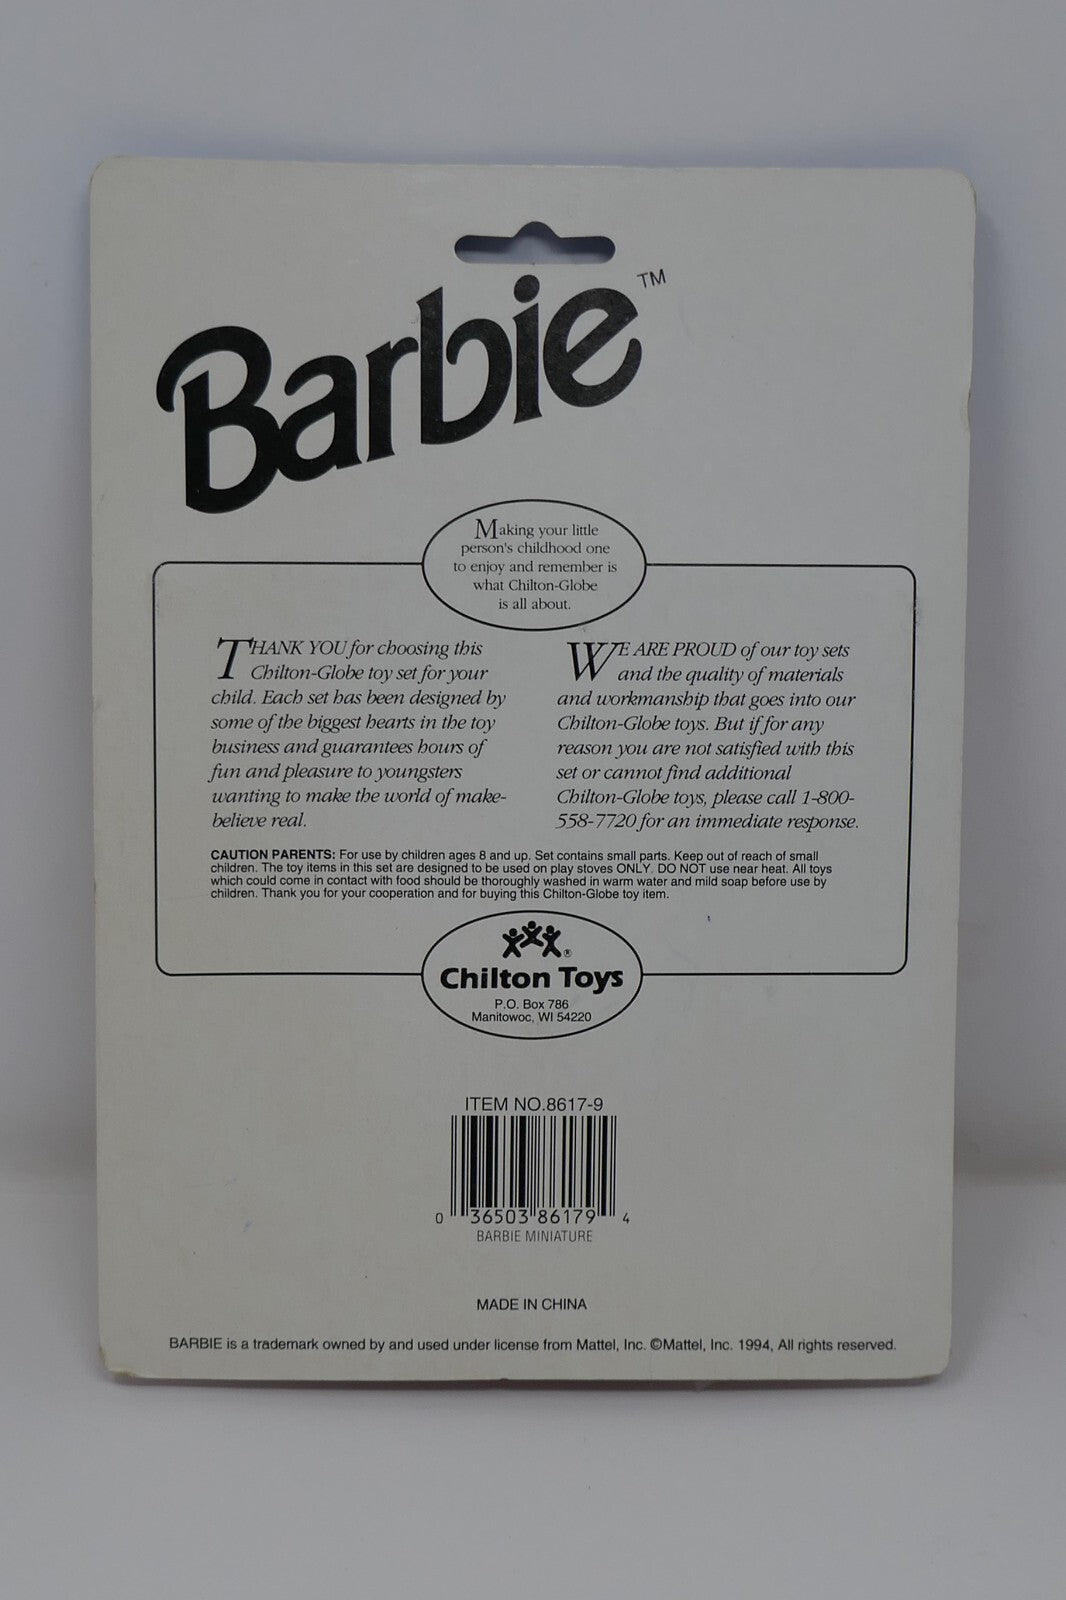 Barbie™
Making your little
person's childhood one
to enjoy and remember is
what Chilton-Globe
is all about.
THANK YOU for choosing this
Chilton-Globe toy set for your
child. Each set has been designed by
some of the biggest hearts in the toy
business and guarantees hours of
fun and pleasure to youngsters
wanting to make the world of make-
believe real.
WE ARE PROUD of our toy sets
and the quality of materials
and workmanship that goes into our
Chilton-Globe toys. But if for any
reason you are not satisfied with this
set or cannot find additional
Chilton-Globe toys, please call 1-800-
558-7720 for an immediate response.
CAUTION PARENTS: For use by children ages 8 and up. Set contains small parts. Keep out of reach of small
children. The toy items in this set are designed to be used on play stoves ONLY. DO NOT use near heat. All toys
which could come in contact with food should be thoroughly washed in warm water and mild soap before use by
children. Thank you for your cooperation and for buying this Chilton-Globe toy item.
®
Chilton Toys
P.O. Box 786
Manitowoc, WI 54220
ITEM NO.8617-9
0 36503 86179 4
BARBIE MINIATURE
MADE IN CHINA
BARBIE is a trademark owned by and used under license from Mattel, Inc. ©Mattel, Inc. 1994, All rights reserved.